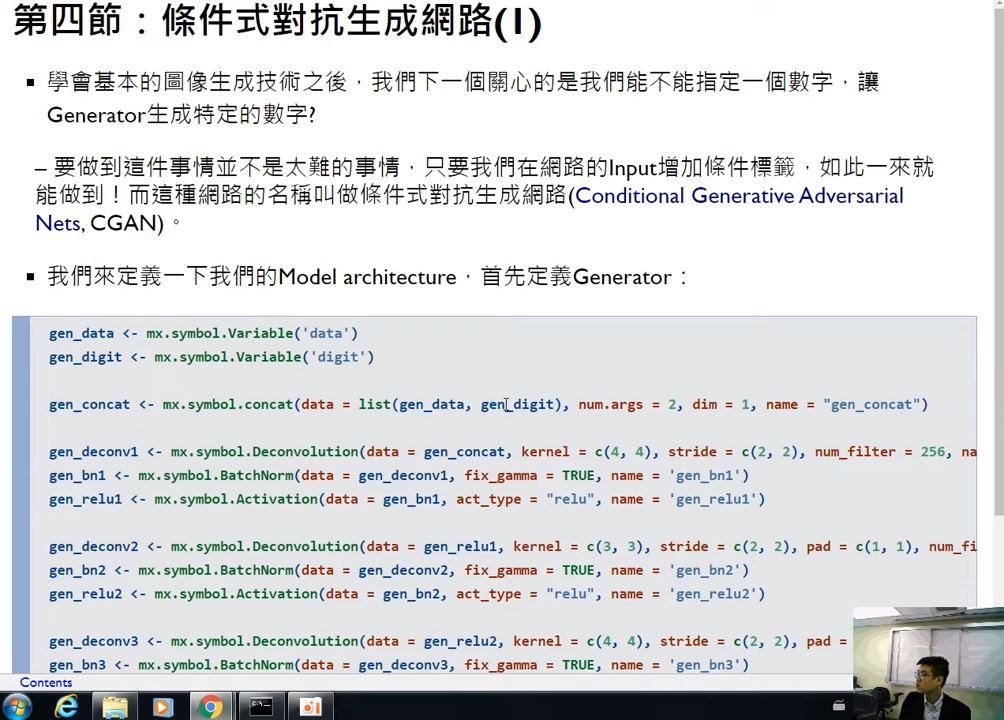 第四節：條件式對抗生成網路(1)
▪ 學會基本的圖像生成技術之後，我們下一個關心的是我們能不能指定一個數字，讓
Generator生成特定的數字?
– 要做到這件事情並不是太難的事情，只要我們在網路的Input增加條件標籤，如此一來就
能做到！而這種網路的名稱叫做條件式對抗生成網路(Conditional Generative Adversarial
Nets, CGAN)。
▪ 我們來定義一下我們的Model architecture，首先定義Generator：
gen_data <- mx.symbol.Variable('data')
gen_digit <- mx.symbol.Variable('digit')
gen_concat <- mx.symbol.concat(data = list(gen_data, gen_digit), num.args = 2, dim = 1, name = "gen_concat")
gen_deconv1 <- mx.symbol.Deconvolution(data = gen_concat, kernel = c(4, 4), stride = c(2, 2), num_filter = 256, na
gen_bn1 <- mx.symbol.BatchNorm(data = gen_deconv1, fix_gamma = TRUE, name = 'gen_bn1')
gen_relu1 <- mx.symbol.Activation(data = gen_bn1, act_type = "relu", name = 'gen_relu1')
gen_deconv2 <- mx.symbol.Deconvolution(data = gen_relu1, kernel = c(3, 3), stride = c(2, 2), pad = c(1, 1), num_fi
gen_bn2 <- mx.symbol.BatchNorm(data = gen_deconv2, fix_gamma = TRUE, name = 'gen_bn2')
gen_relu2 <- mx.symbol.Activation(data = gen_bn2, act_type = "relu", name = 'gen_relu2')
gen_deconv3 <- mx.symbol.Deconvolution(data = gen_relu2, kernel = c(4, 4), stride = c(2, 2), pad =
gen_bn3 <- mx.symbol.BatchNorm(data = gen_deconv3, fix_gamma = TRUE, name = 'gen_bn3')
Contents